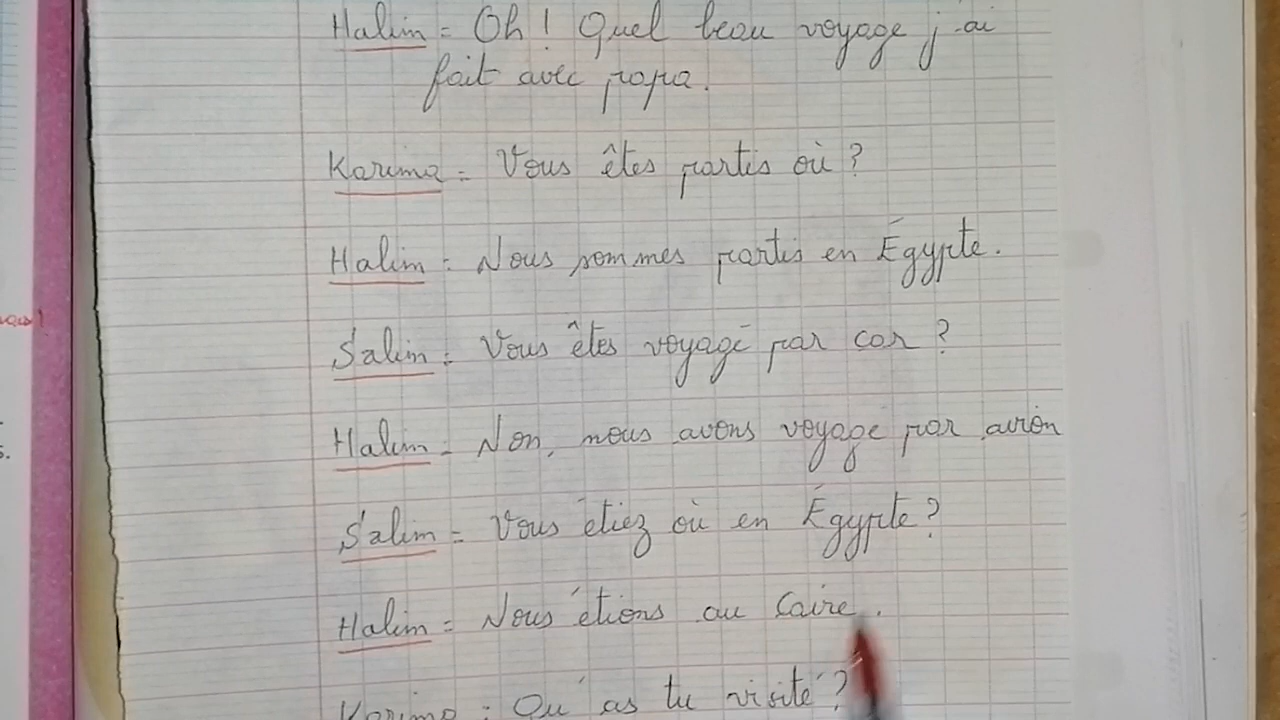 Halim = Oh ! Quel beau voyage j'ai
fait avec papa.
Karima = Vous êtes partis où ?
Halim = Nous sommes partis en Égypte.
Salim = Vous êtes voyagé par car ?
Halim = Non, nous avons voyagé par avion
Salim = Vous étiez où en Égypte ?
Halim = Nous étions au Caire.
Karima : Qu'as tu visité ?